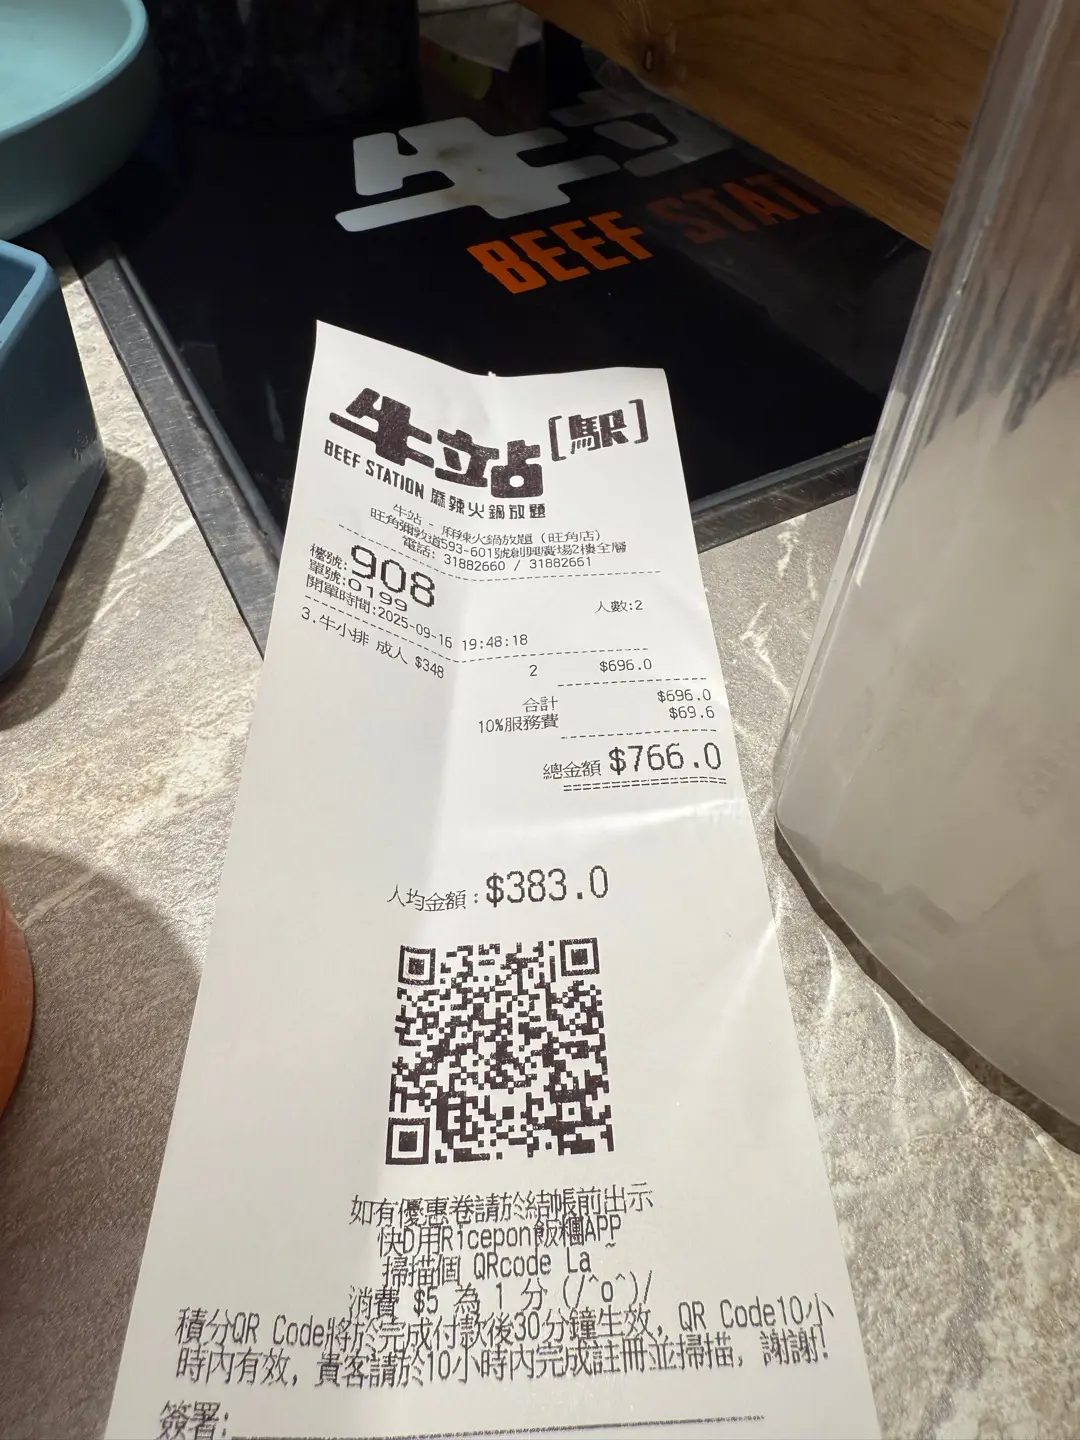 牛
BEEF STATI
牛站[駅]
BEEF STATION 麻辣火鍋放題
牛站 - 麻辣火鍋放題 (旺角店)
旺角彌敦道593-601號創興廣場2樓全層
電話: 31882660 / 31882661
檯號:908
單號:0199
人數:2
開單時間:2025-09-16 19:48:18
3.牛小排 成人 $348 2 $696.0
合計 $696.0
10%服務費 $69.6
總金額 $766.0
人均金額:$383.0
如有優惠卷請於結帳前出示
快D用Ricepon飯糰APP
掃描個 QRcode La~
消費 $5 為 1 分 (/^o^)/
積分QR Code將於完成付款後30分鐘生效, QR Code10小
時內有效, 貴客請於10小時內完成註冊並掃描, 謝謝!
簽署: